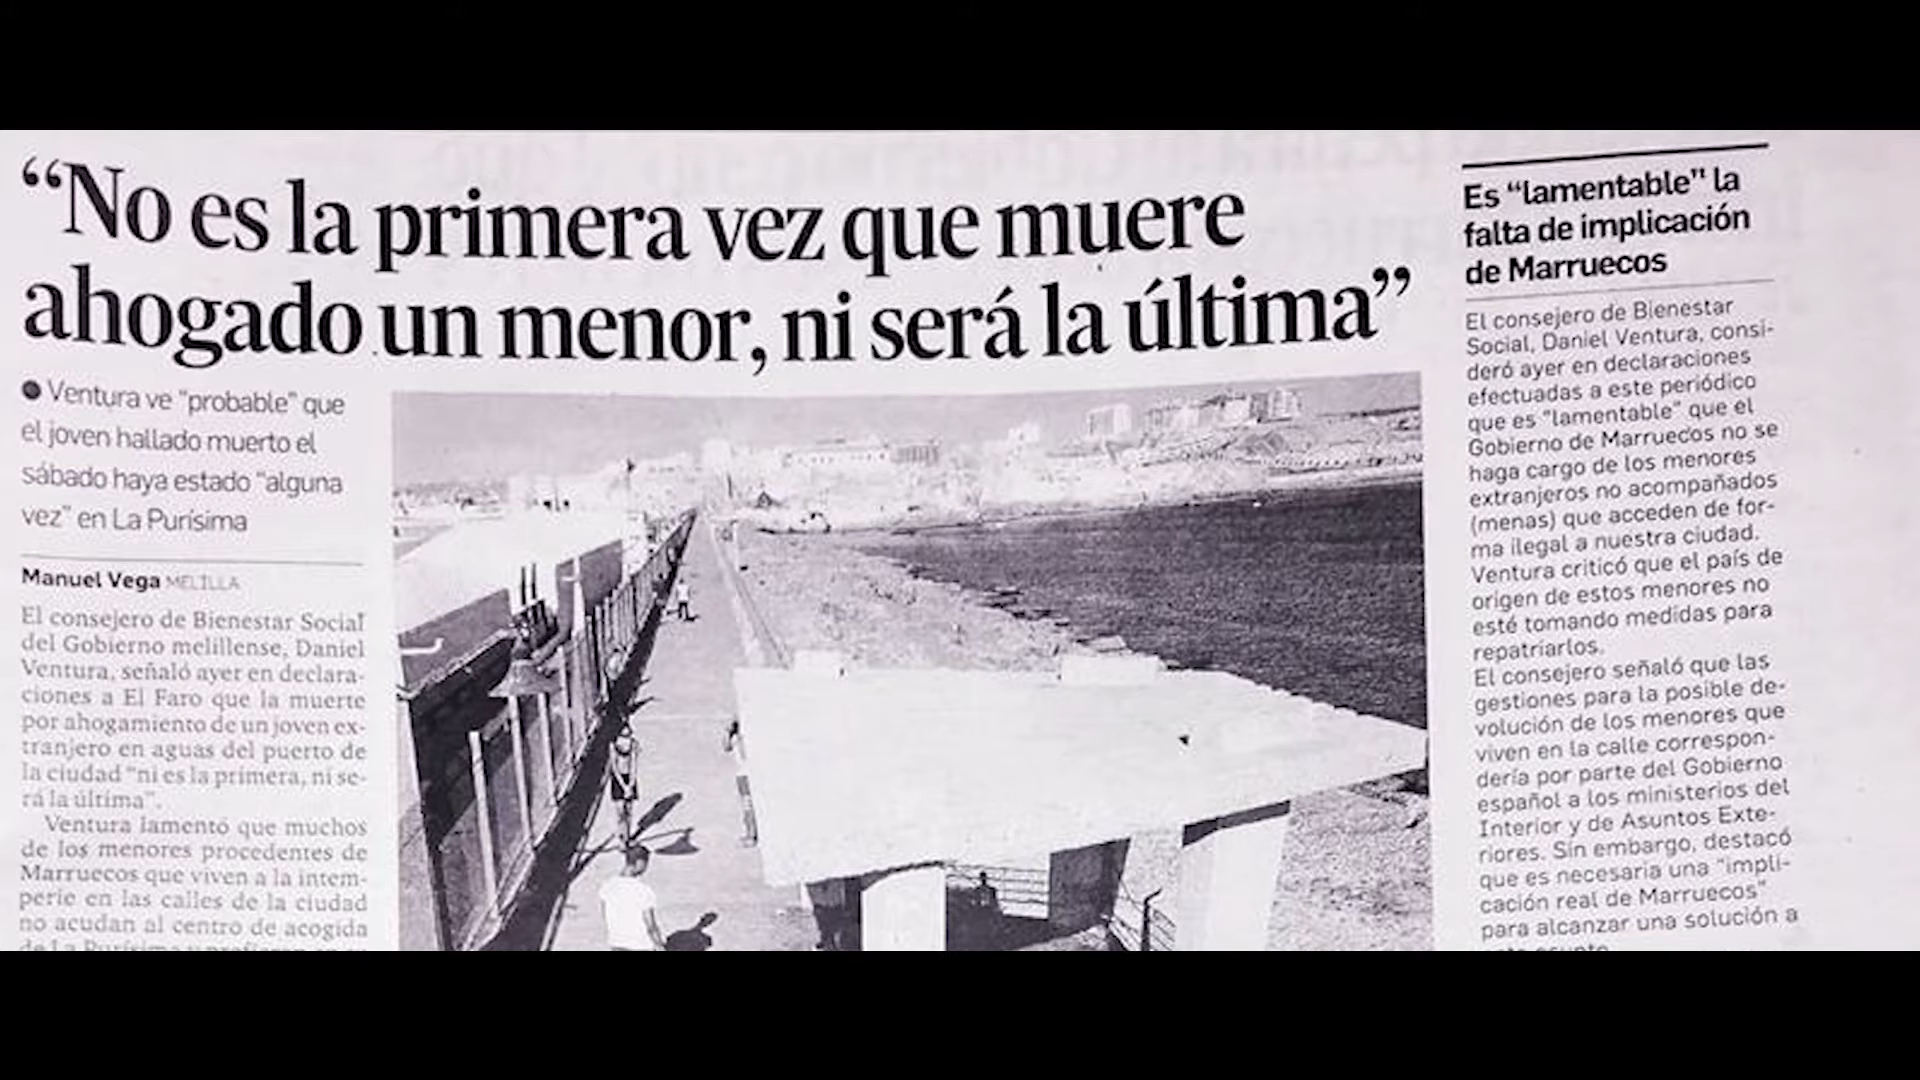 “No es la primera vez que muere
ahogado un menor, ni será la última”
● Ventura ve “probable” que
el joven hallado muerto el
sábado haya estado “alguna
vez” en La Purísima
Manuel Vega MELILLA
El consejero de Bienestar Social
del Gobierno melillense, Daniel
Ventura, señaló ayer en declara-
ciones a El Faro que la muerte
por ahogamiento de un joven ex-
tranjero en aguas del puerto de
la ciudad “ni es la primera, ni se-
rá la última”.
Ventura lamentó que muchos
de los menores procedentes de
Marruecos que viven a la intem-
perie en las calles de la ciudad
no acudan al centro de acogida
de La Purísima y
Es “lamentable” la
falta de implicación
de Marruecos
El consejero de Bienestar
Social, Daniel Ventura, consi-
deró ayer en declaraciones
efectuadas a este periódico
que es “lamentable” que el
Gobierno de Marruecos no se
haga cargo de los menores
extranjeros no acompañados
(menas) que acceden de for-
ma ilegal a nuestra ciudad.
Ventura criticó que el país de
origen de estos menores no
esté tomando medidas para
repatriarlos.
El consejero señaló que las
gestiones para la posible de-
volución de los menores que
viven en la calle correspon-
dería por parte del Gobierno
español a los ministerios del
Interior y de Asuntos Exte-
riores. Sin embargo, destacó
que es necesaria una “impli-
cación real de Marruecos”
para alcanzar una solución a